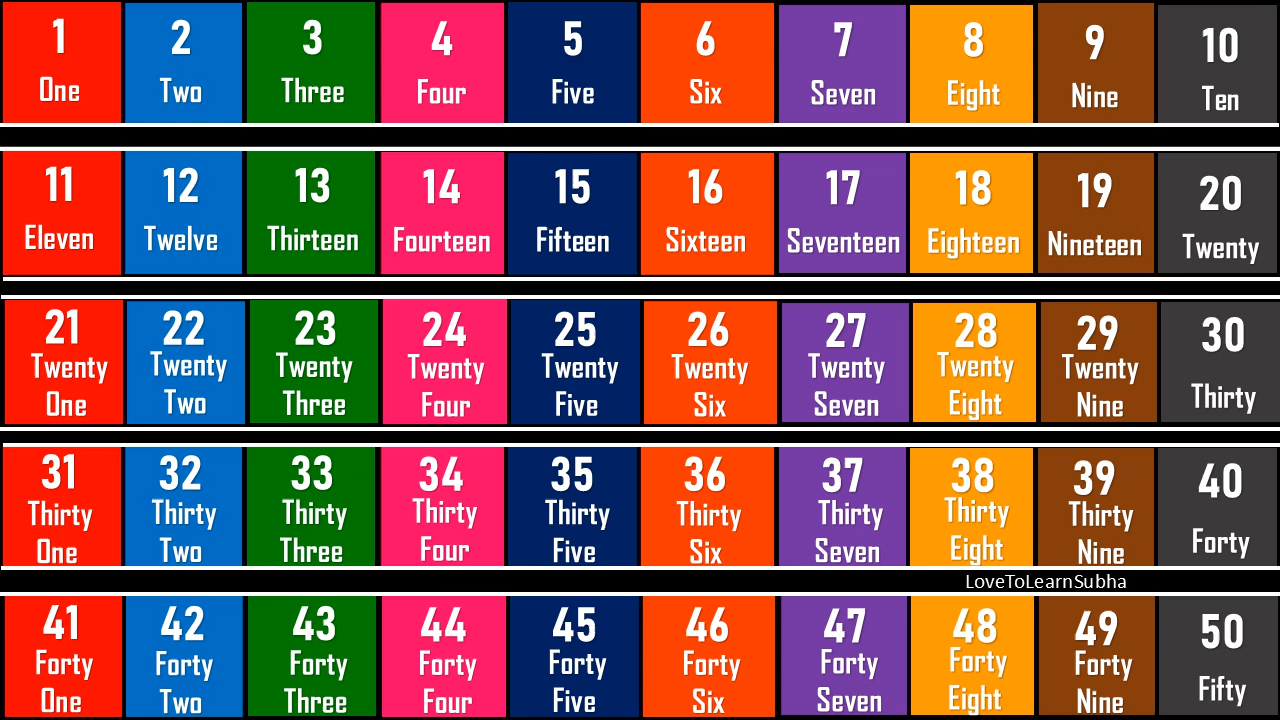 1 2 3 4 5 6 7 8 9 10
One Two Three Four Five Six Seven Eight Nine Ten
11 12 13 14 15 16 17 18 19 20
Eleven Twelve Thirteen Fourteen Fifteen Sixteen Seventeen Eighteen Nineteen Twenty
21 22 23 24 25 26 27 28 29 30
Twenty Twenty Twenty Twenty Twenty Twenty Twenty Twenty Twenty Thirty
One Two Three Four Five Six Seven Eight Nine
31 32 33 34 35 36 37 38 39 40
Thirty Thirty Thirty Thirty Thirty Thirty Thirty Thirty Thirty Forty
One Two Three Four Five Six Seven Eight Nine
LoveToLearnSubha
41 42 43 44 45 46 47 48 49 50
Forty Forty Forty Forty Forty Forty Forty Forty Forty Fifty
One Two Three Four Five Six Seven Eight Nine